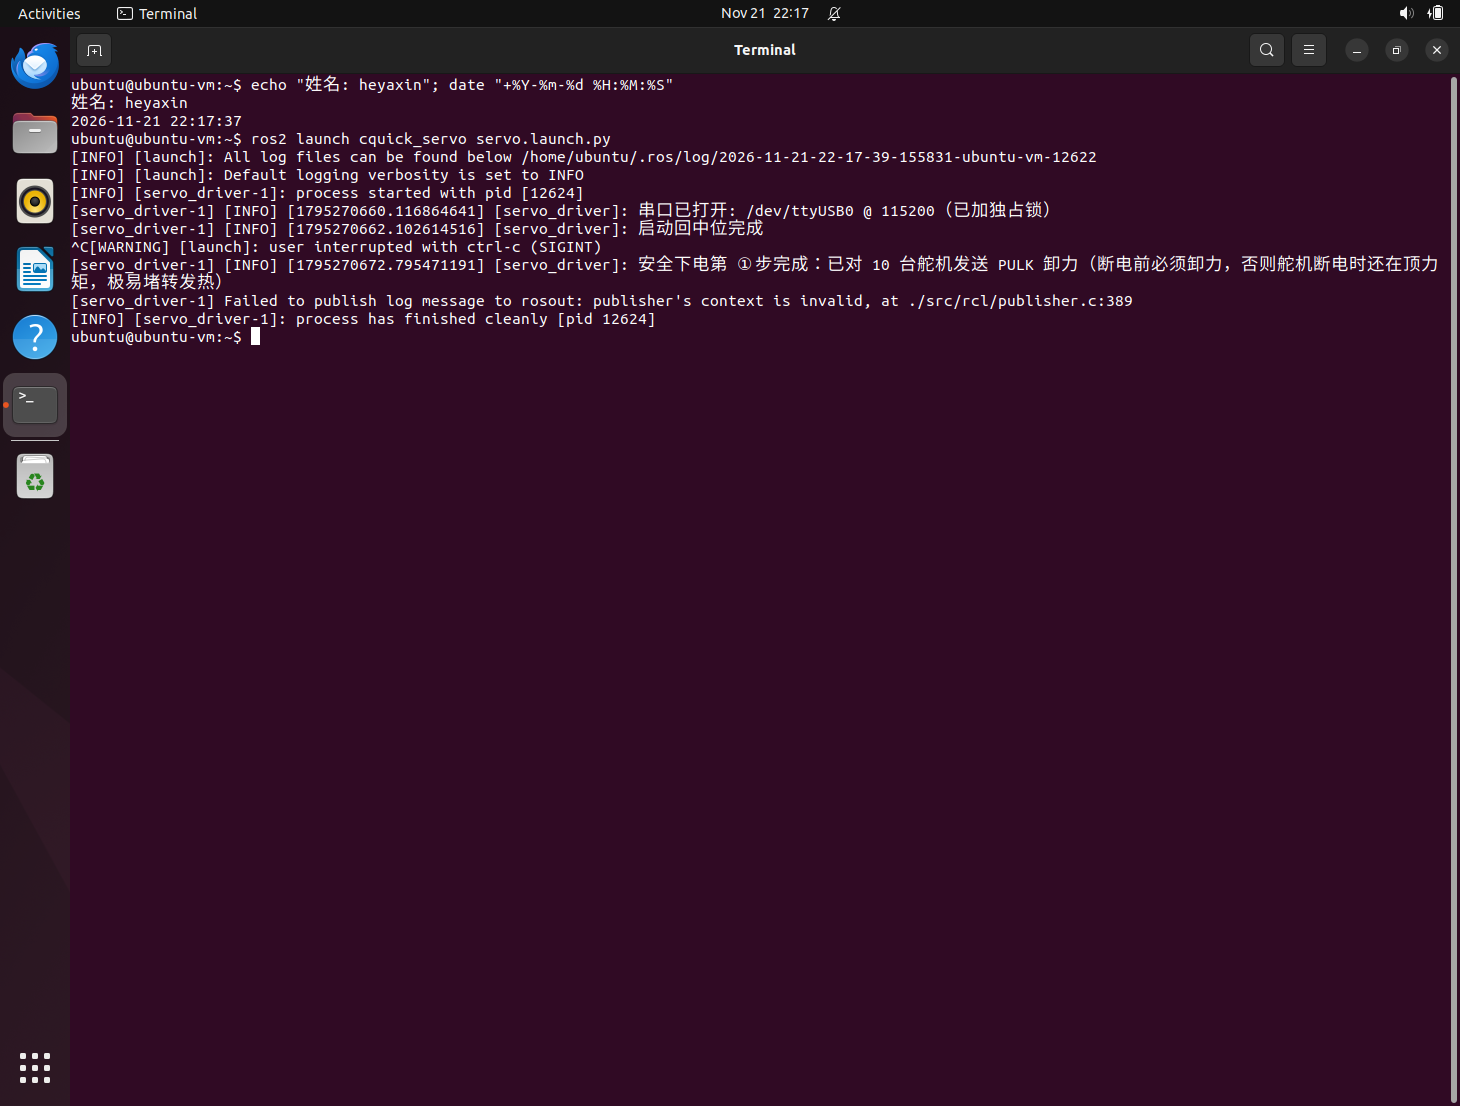 Activities
Terminal
Nov 21 22:17
Terminal
ubuntu@ubuntu-vm:~$ echo "姓名: heyaxin"; date "+%Y-%m-%d %H:%M:%S"
姓名: heyaxin
2026-11-21 22:17:37
ubuntu@ubuntu-vm:~$ ros2 launch cquick_servo servo.launch.py
[INFO] [launch]: All log files can be found below /home/ubuntu/.ros/log/2026-11-21-22-17-39-155831-ubuntu-vm-12622
[INFO] [launch]: Default logging verbosity is set to INFO
[INFO] [servo_driver-1]: process started with pid [12624]
[servo_driver-1] [INFO] [1795270660.116864641] [servo_driver]: 串口已打开: /dev/ttyUSB0 @ 115200（已加独占锁）
[servo_driver-1] [INFO] [1795270662.102614516] [servo_driver]: 启动回中位完成
^C[WARNING] [launch]: user interrupted with ctrl-c (SIGINT)
[servo_driver-1] [INFO] [1795270672.795471191] [servo_driver]: 安全下电第 ①步完成：已对 10 台舵机发送 PULK 卸力（断电前必须卸力，否则舵机断电时还在顶力
矩，极易堵转发热）
[servo_driver-1] Failed to publish log message to rosout: publisher's context is invalid, at ./src/rcl/publisher.c:389
[INFO] [servo_driver-1]: process has finished cleanly [pid 12624]
ubuntu@ubuntu-vm:~$